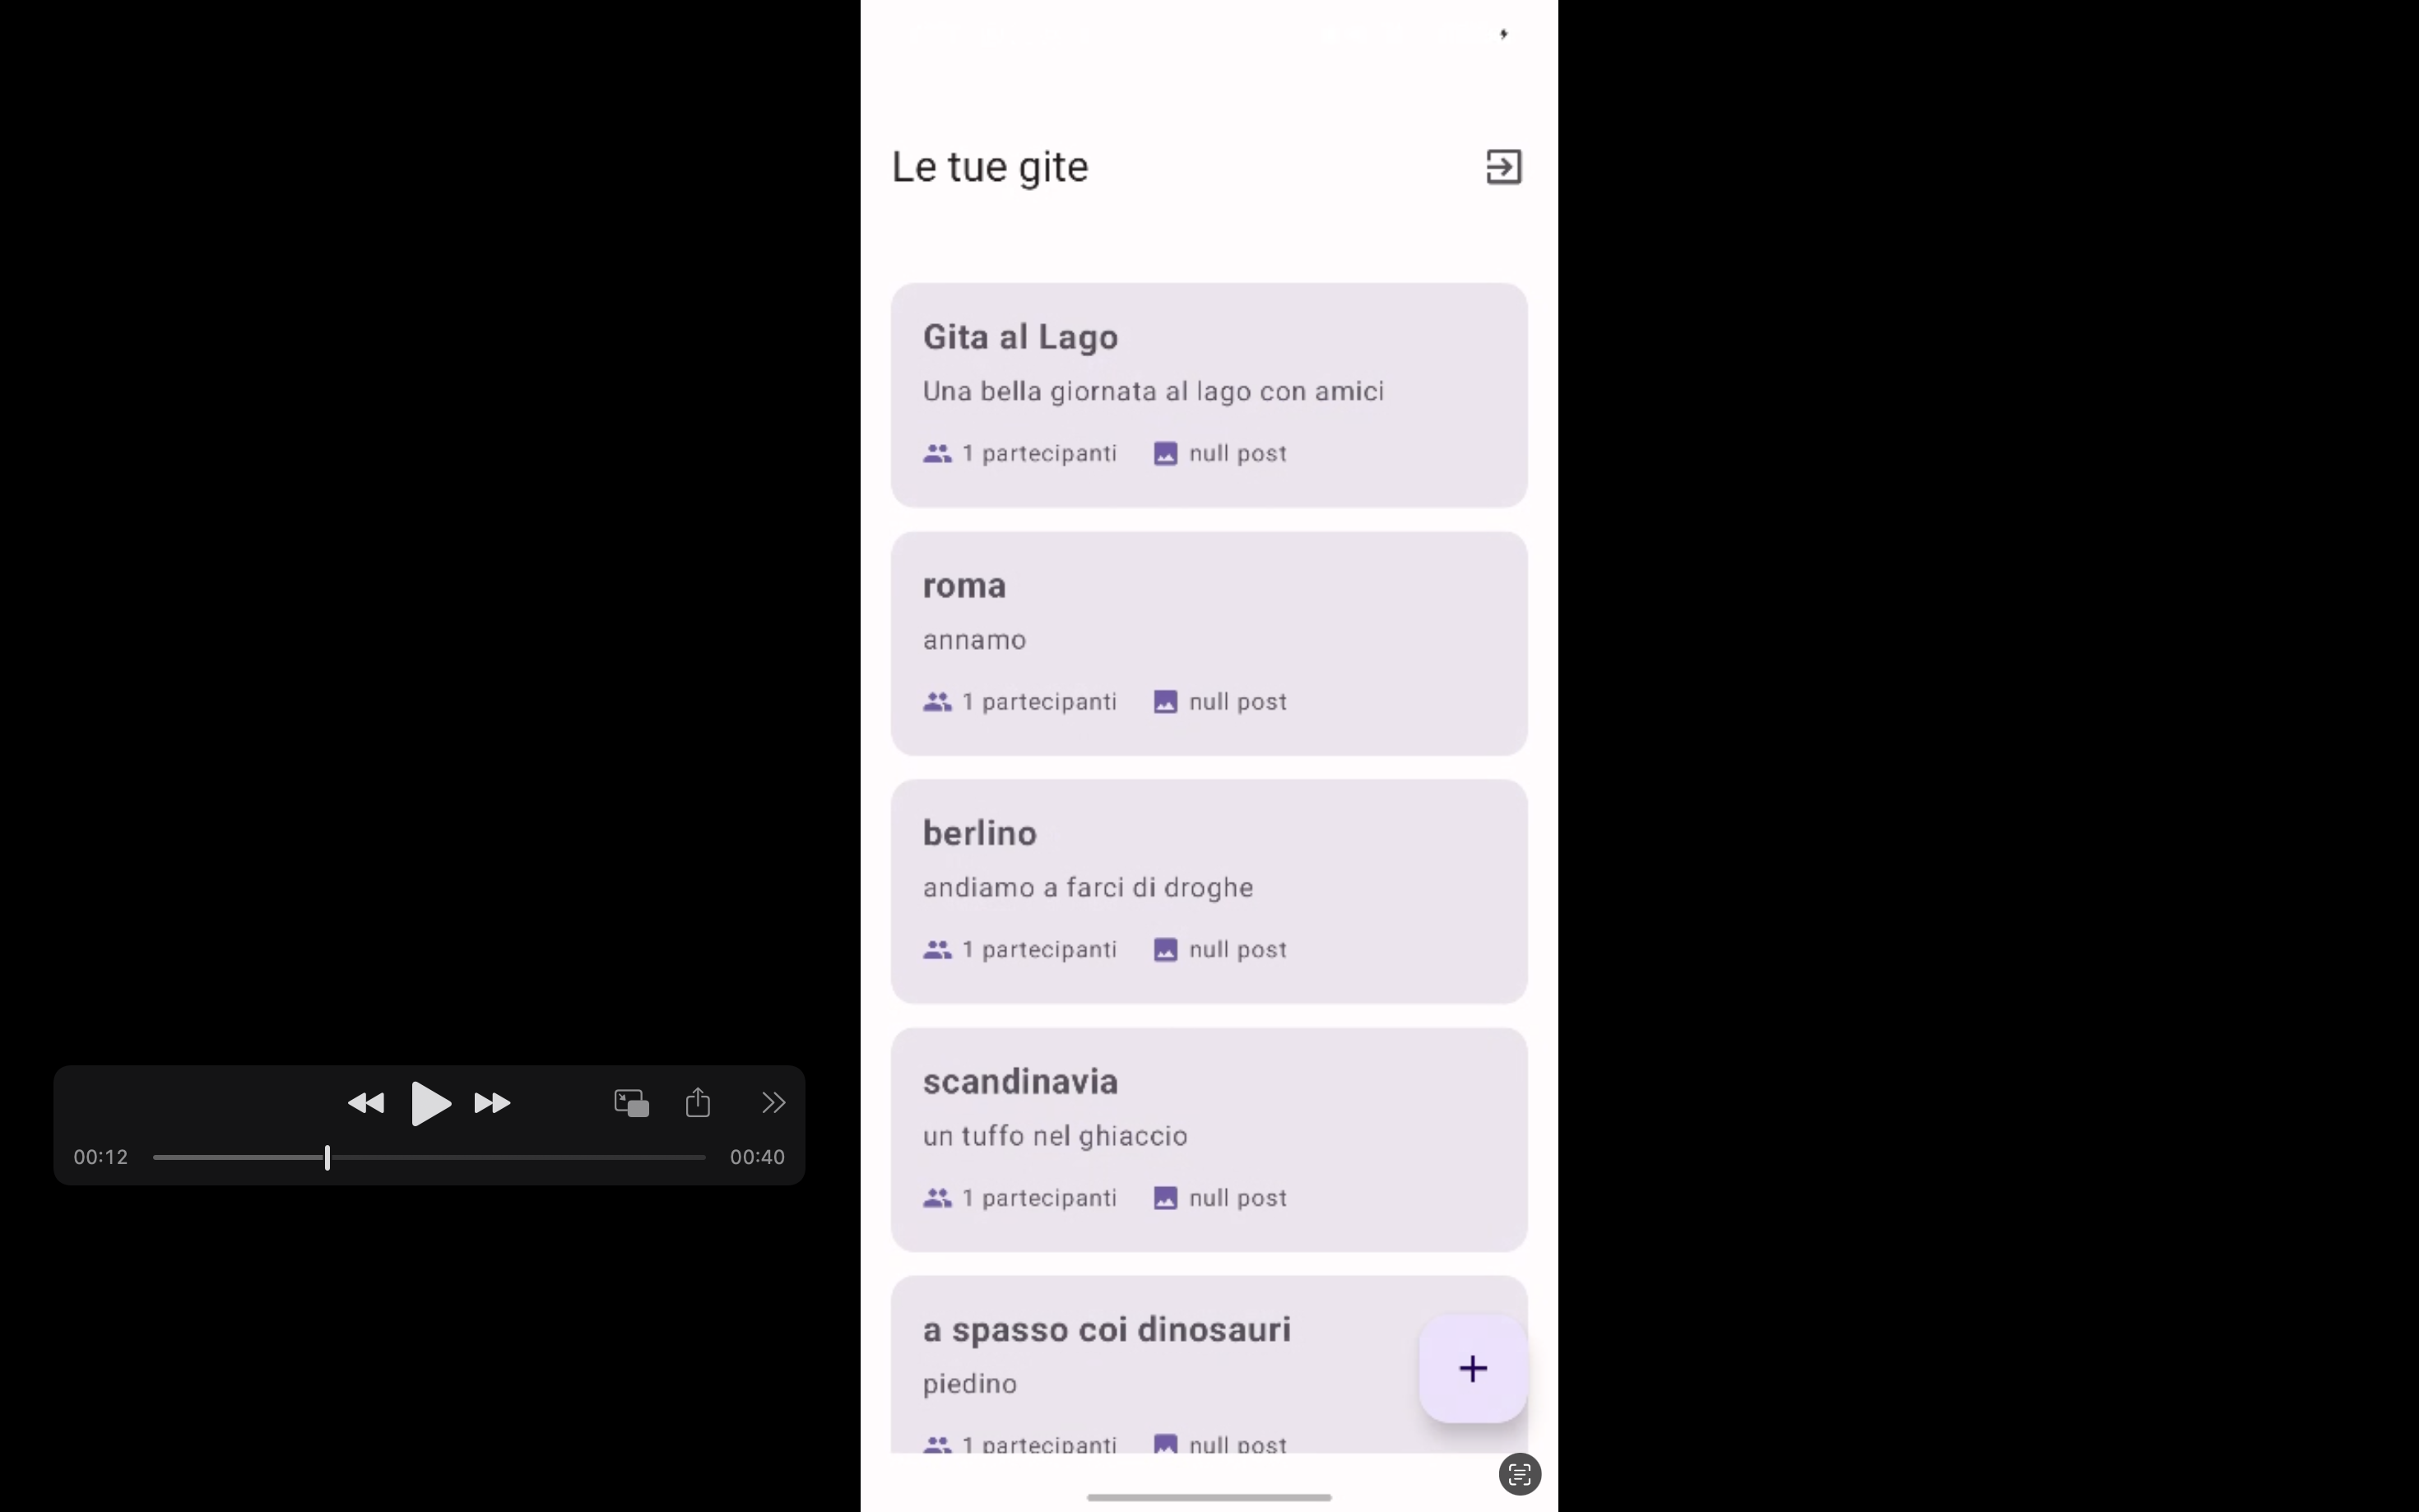 Le tue gite
Gita al Lago
Una bella giornata al lago con amici
1 partecipanti null post
roma
annamo
1 partecipanti null post
berlino
andiamo a farci di droghe
1 partecipanti null post
scandinavia
un tuffo nel ghiaccio
1 partecipanti null post
a spasso coi dinosauri
piedino
1 partecipanti null post
00:12 00:40